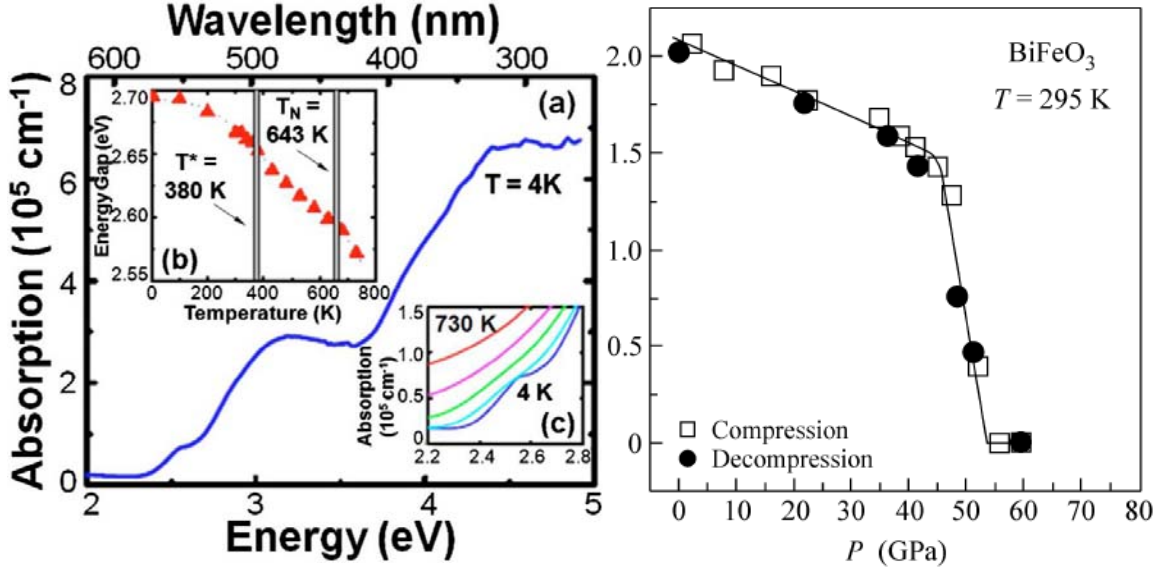 Wavelength (nm)
600 500 400 300
Absorption (10⁵ cm⁻¹)
8
6
4
2
0
2 3 4 5
Energy (eV)
(a)
T = 4K
Energy Gap (eV)
2.70
2.65
2.60
2.55
T_N =
643 K
T* =
380 K
(b)
0 200 400 600 800
Temperature (K)
Absorption
(10⁵ cm⁻¹)
1.5
1.0
0.5
0
730 K
4 K
(c)
2.2 2.4 2.6 2.8
BiFeO₃
T = 295 K
2.0
1.5
1.0
0.5
0
Compression
Decompression
0 10 20 30 40 50 60 70 80
P (GPa)